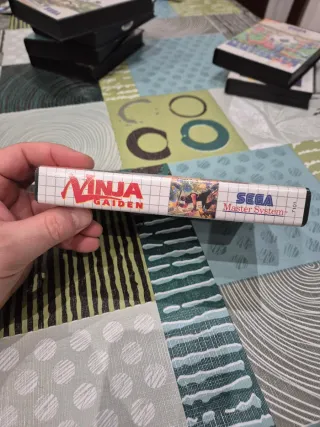 NINJA
GAIDEN
SEGA
Master System